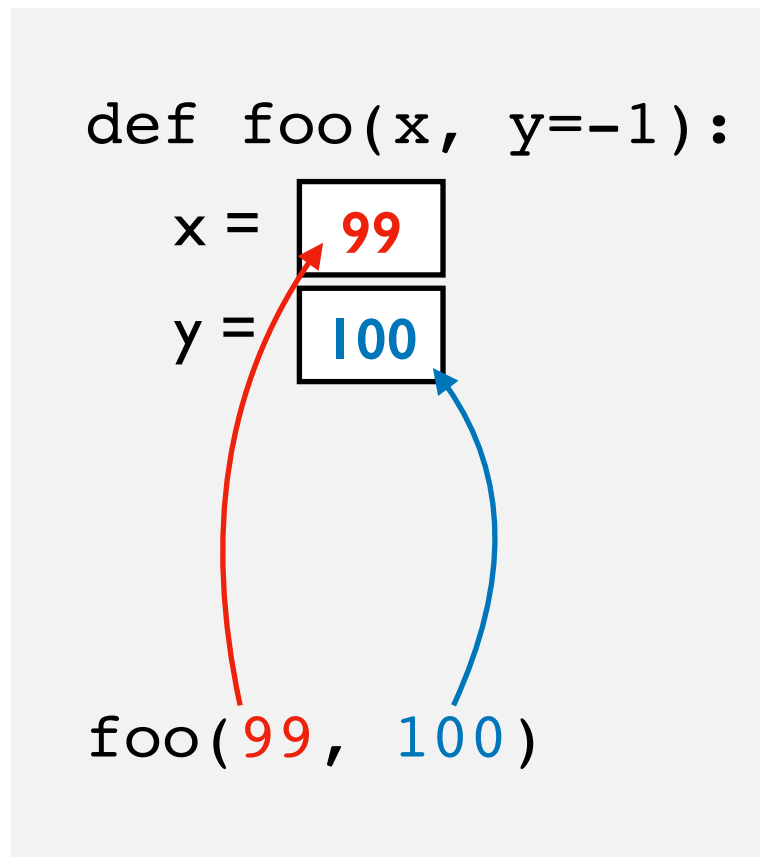 def foo(x, y=-1):
x = 99
y = 100
foo(99, 100)